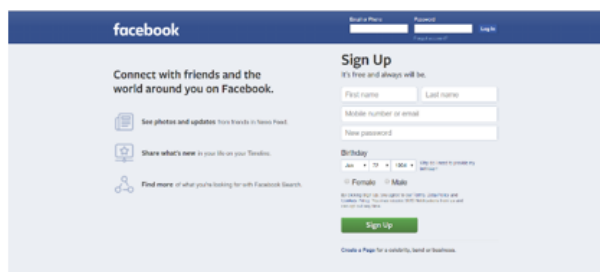 facebook
Email or Phone
Password
Log In
Connect with friends and the
world around you on Facebook.
See photos and updates from friends in News Feed.
Share what's new in your life on your Timeline.
Find more of what you're looking for with Facebook Search.
Sign Up
It's free and always will be.
First name
Last name
Mobile number or email
New password
Birthday
Jan
Female
Male
Sign Up
Create a Page for a celebrity, band or business.